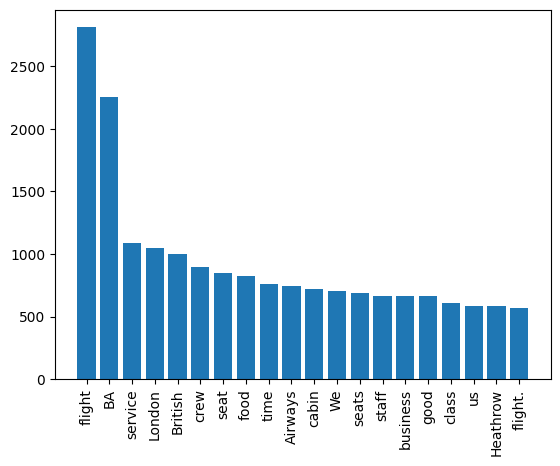 2500
2000
1500
1000
500
0
flight
BA
service
London
British
crew
seat
food
time
Airways
cabin
We
seats
staff
business
good
class
us
Heathrow
flight.